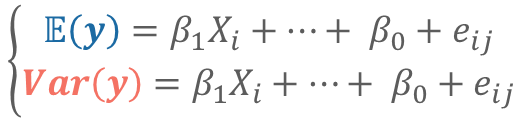 𝔼(y) = β₁Xᵢ + ⋯ + β₀ + eᵢⱼ
Var(y) = β₁Xᵢ + ⋯ + β₀ + eᵢⱼ